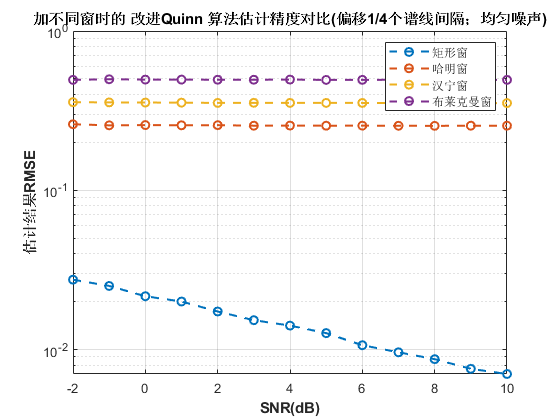 加不同窗时的 改进Quinn 算法估计精度对比(偏移1/4个谱线间隔；均匀噪声)
矩形窗
哈明窗
汉宁窗
布莱克曼窗
估计结果RMSE
10^0
10^-1
10^-2
-2 0 2 4 6 8 10
SNR(dB)